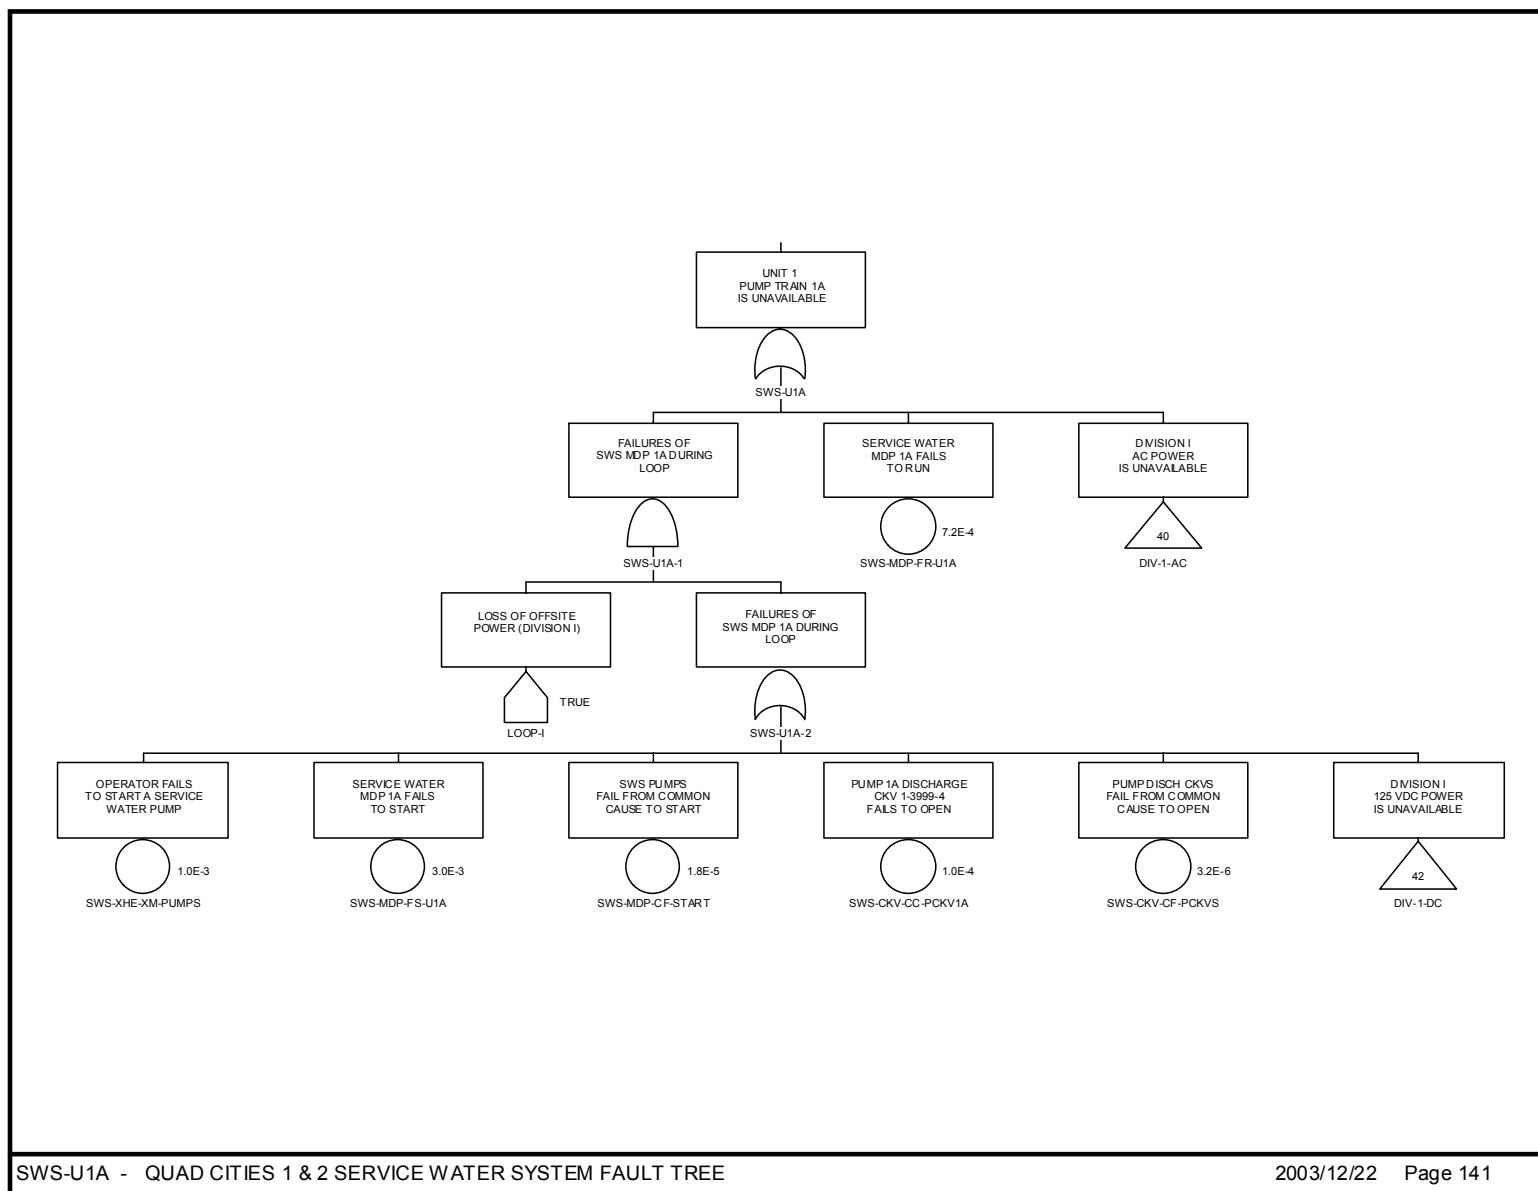 UNIT 1
PUMP TRAIN 1A
IS UNAVAILABLE
SWS-U1A
FAILURES OF
SWS MDP 1A DURING
LOOP
SERVICE WATER
MDP 1A FAILS
TO RUN
DIVISION I
AC POWER
IS UNAVAILABLE
SWS-U1A-1
7.2E-4
SWS-MDP-FR-U1A
40
DIV-1-AC
LOSS OF OFFSITE
POWER (DIVISION I)
FAILURES OF
SWS MDP 1A DURING
LOOP
TRUE
LOOP-I
SWS-U1A-2
OPERATOR FAILS
TO START A SERVICE
WATER PUMP
SERVICE WATER
MDP 1A FAILS
TO START
SWS PUMPS
FAIL FROM COMMON
CAUSE TO START
PUMP 1A DISCHARGE
CKV 1-3999-4
FAILS TO OPEN
PUMP DISCH CKVS
FAIL FROM COMMON
CAUSE TO OPEN
DIVISION I
125 VDC POWER
IS UNAVAILABLE
1.0E-3
SWS-XHE-XM-PUMPS
3.0E-3
SWS-MDP-FS-U1A
1.8E-5
SWS-MDP-CF-START
1.0E-4
SWS-CKV-CC-PCKV1A
3.2E-6
SWS-CKV-CF-PCKVS
42
DIV-1-DC
SWS-U1A - QUAD CITIES 1 & 2 SERVICE WATER SYSTEM FAULT TREE
2003/12/22 Page 141